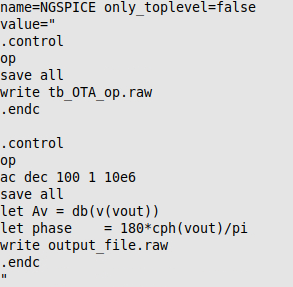 name=NGSPICE only_toplevel=false
value="
.control
op
save all
write tb_OTA_op.raw
.endc

.control
op
ac dec 100 1 10e6
save all
let Av = db(v(vout))
let phase    = 180*cph(vout)/pi
write output_file.raw
.endc
"